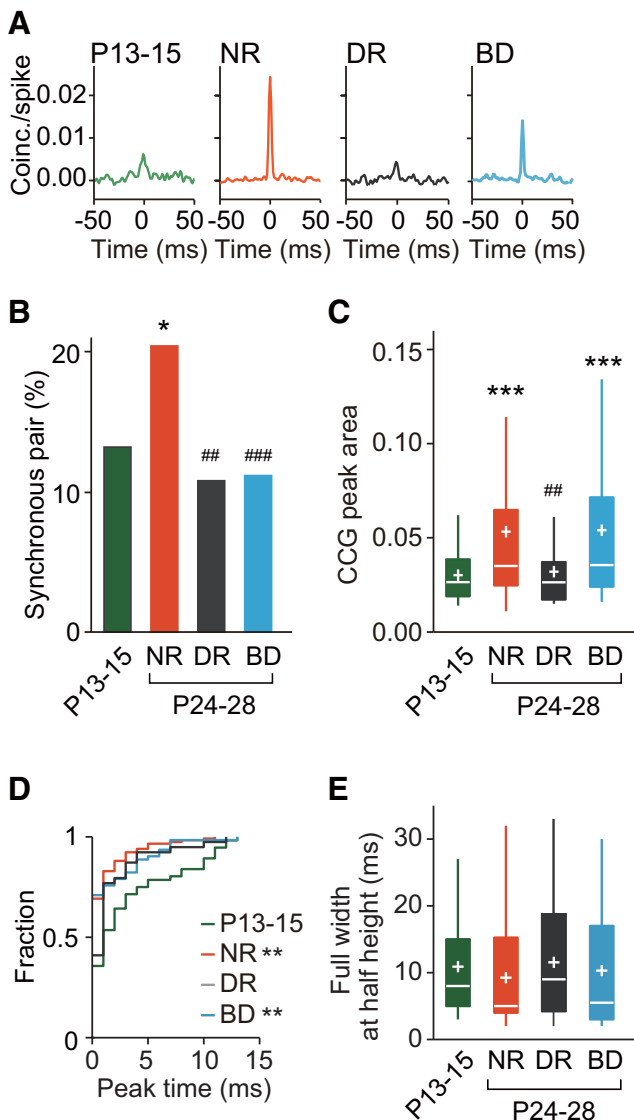 A
P13-15 NR DR BD
Coinc./spike
0.02
0.01
0.00
-50 0 50 -50 0 50 -50 0 50 -50 0 50
Time (ms) Time (ms) Time (ms) Time (ms)
B
Synchronous pair (%)
20
10
0
*
## ###
P13-15 NR DR BD
P24-28
C
CCG peak area
0.15
0.10
0.05
0.00
*** ## ***
P13-15 NR DR BD
P24-28
D
Fraction
1
0.5
0
P13-15
NR **
DR
BD **
0 5 10 15
Peak time (ms)
E
Full width
at half height (ms)
30
20
10
0
P13-15 NR DR BD
P24-28